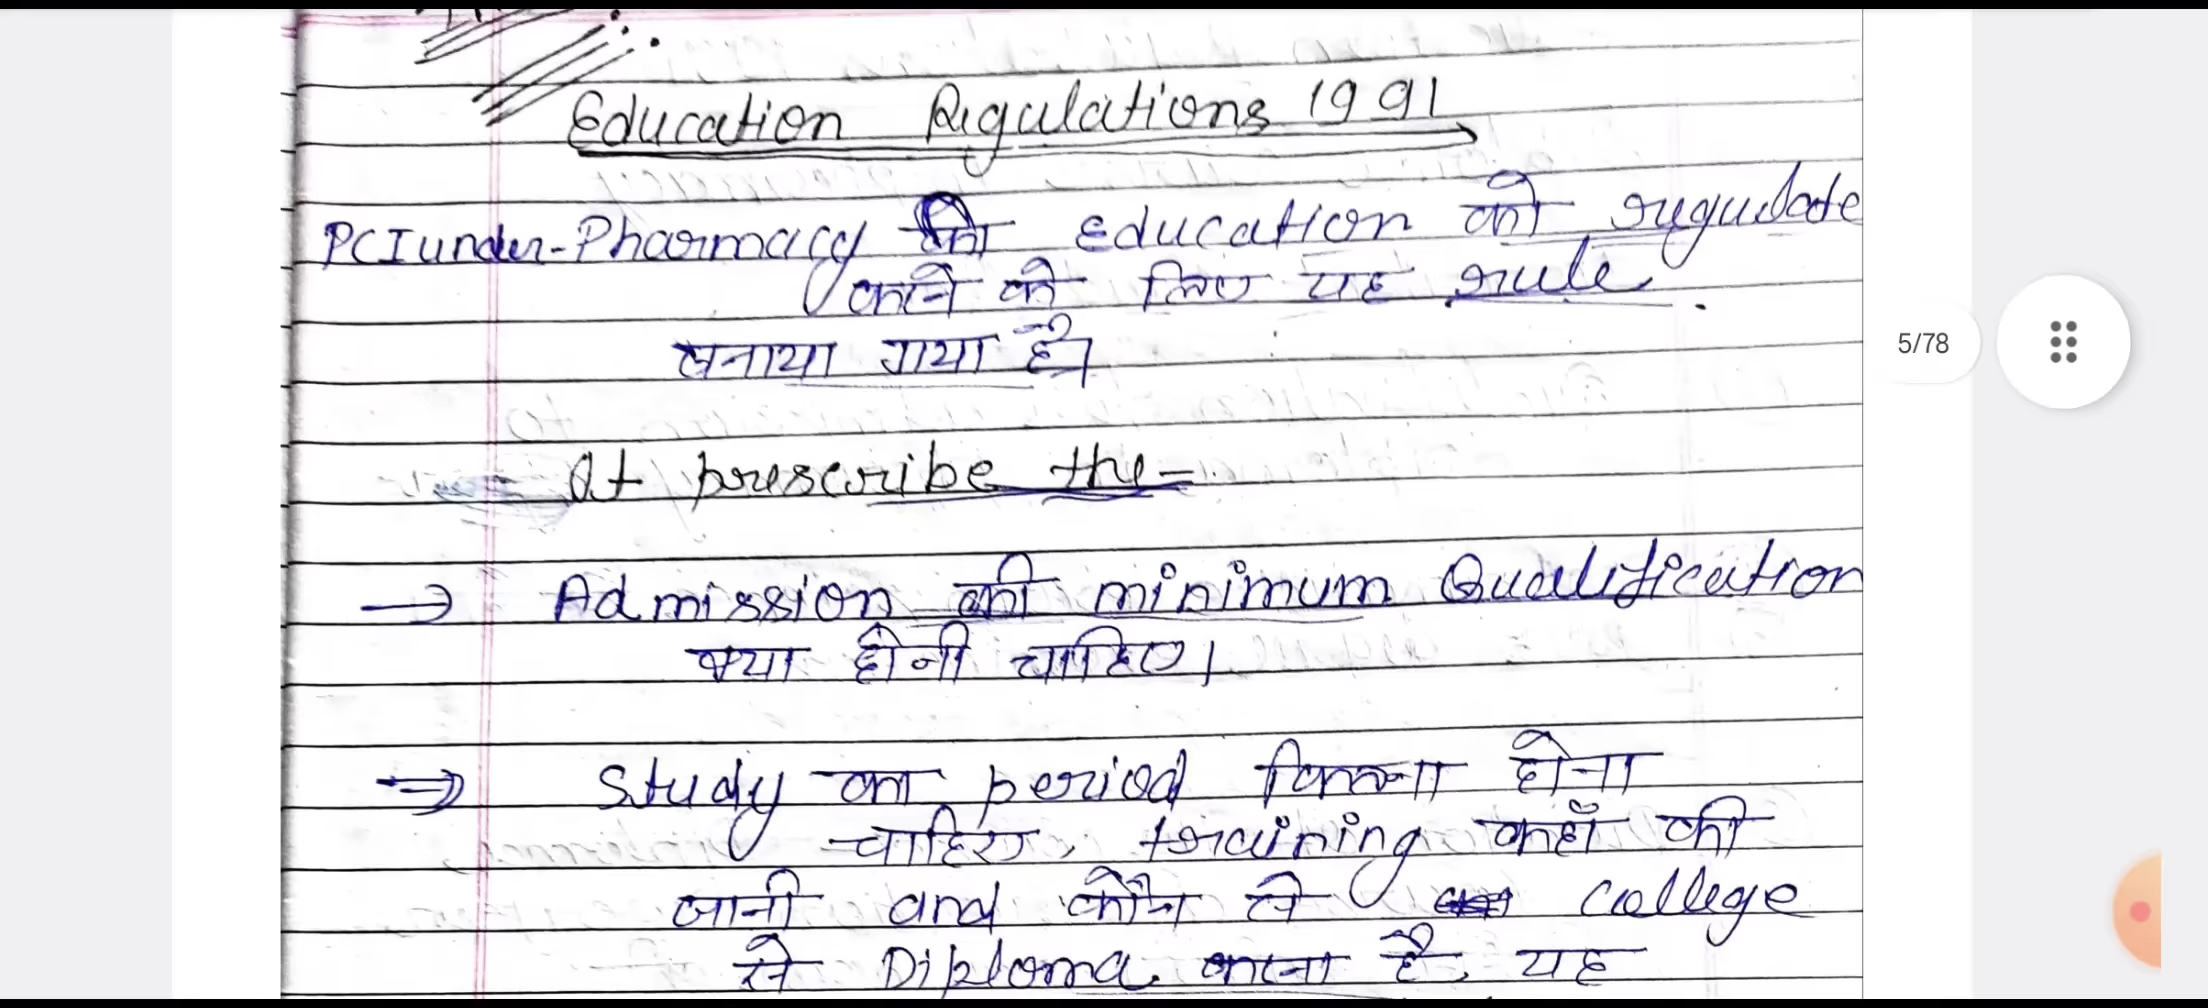 Education Regulations 1991
PCI under-Pharmacy की education को regulate
करने के लिए यह rule.
बनाया गया है।
It prescribe the =
→ Admission की minimum Qualification
क्या होनी चाहिए।
5/78
⇒ Study का period कितना होना
चाहिए, training कहाँ की
जानी and कौन से college
से Diploma करना है, यह